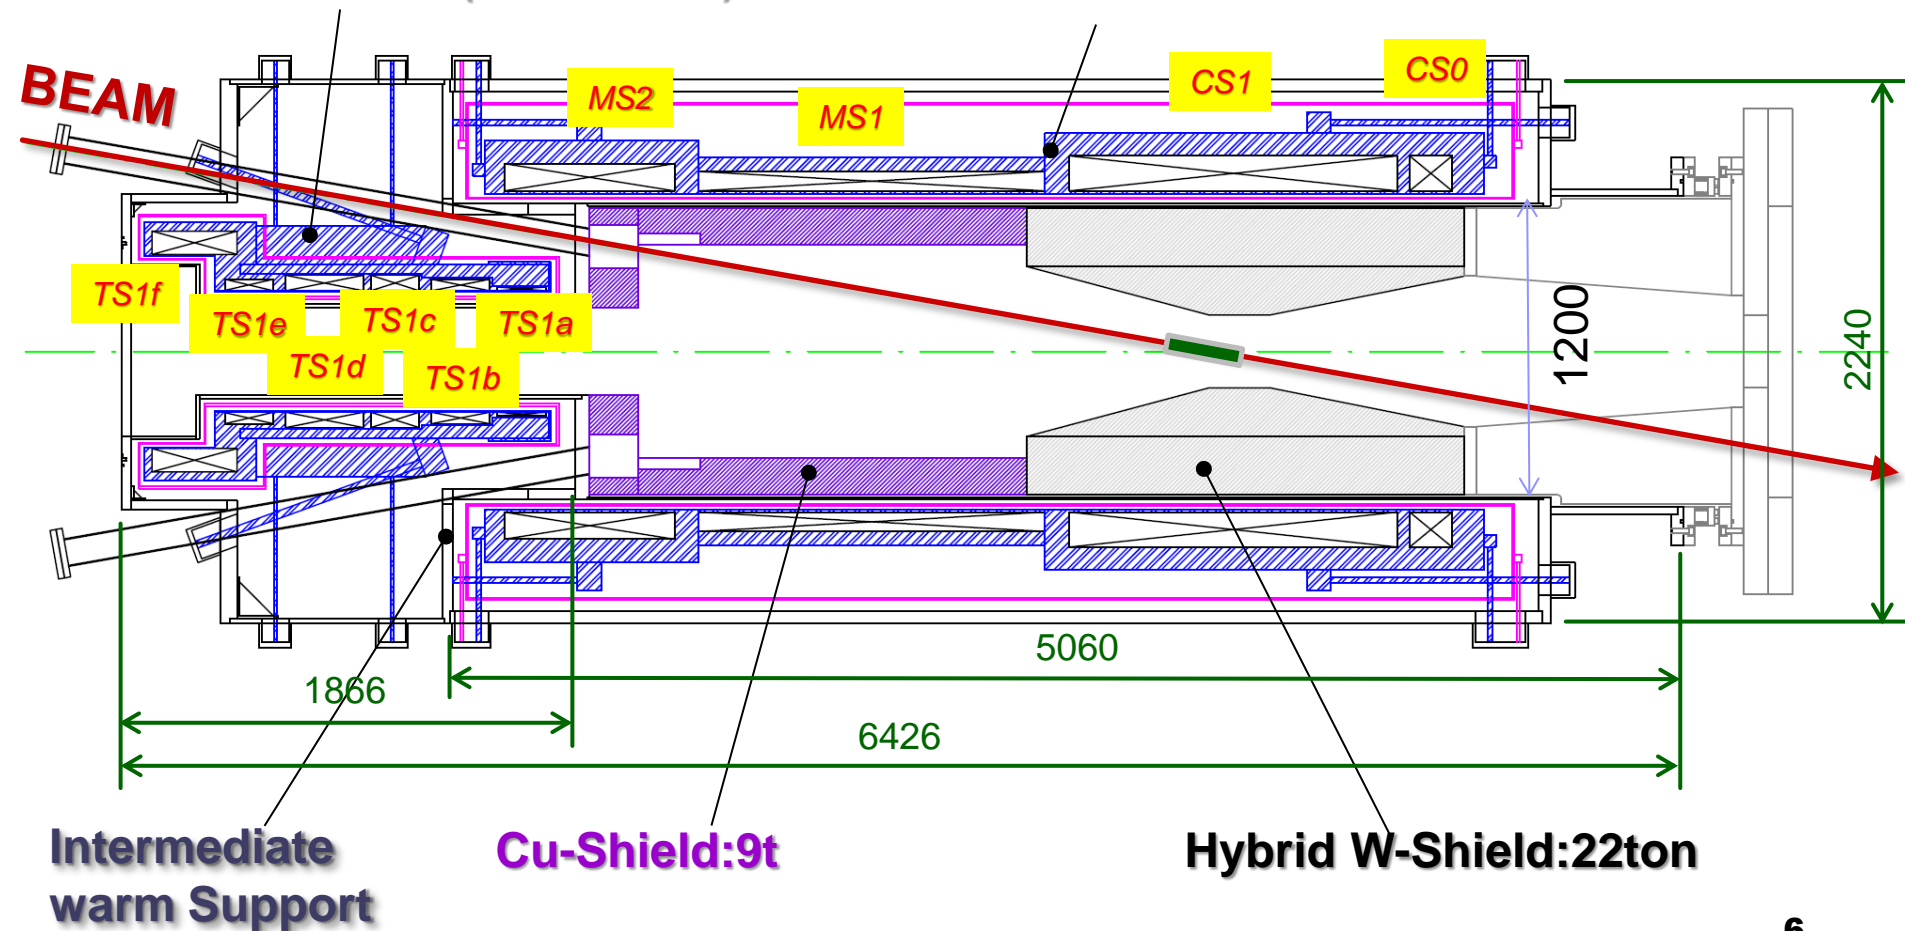 BEAM
MS2
MS1
CS1
CS0
TS1f
TS1e
TS1c
TS1a
TS1d
TS1b
1200
2240
5060
1866
6426
Intermediate
warm Support
Cu-Shield:9t
Hybrid W-Shield:22ton
6